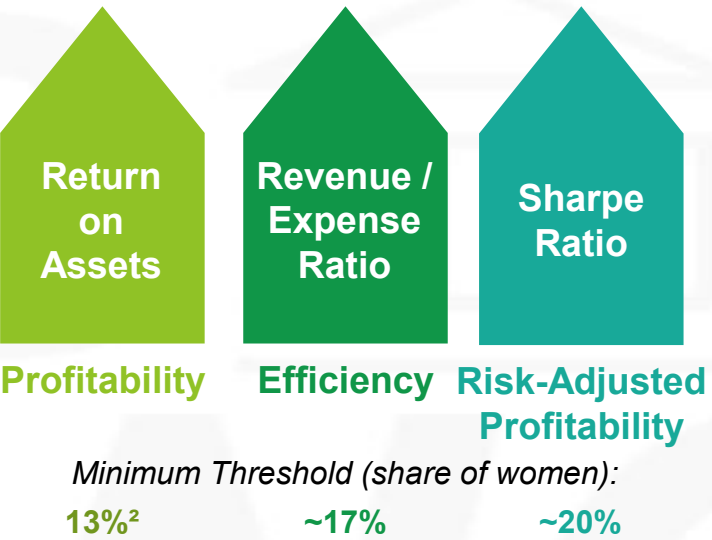 Return
on
Assets
Revenue /
Expense
Ratio
Sharpe
Ratio
Profitability
Efficiency
Risk-Adjusted
Profitability
Minimum Threshold (share of women):
13%² ~17% ~20%